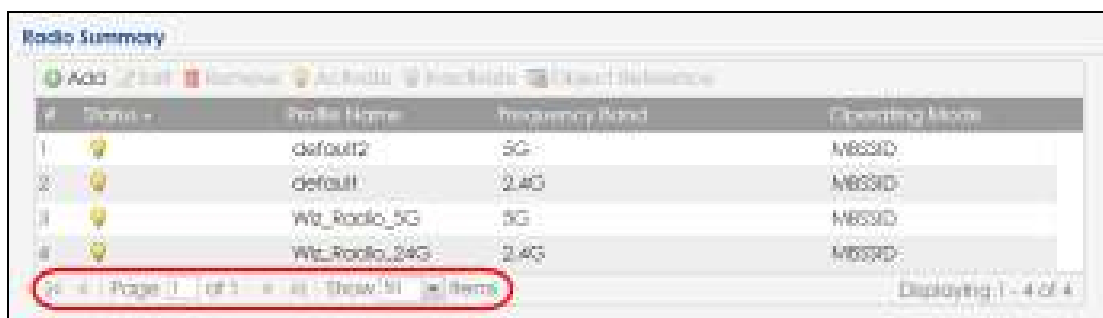 Radio Summary
Add Edit Remove Activate Inactivate Object Reference
# Status Profile Name Frequency Band Operating Mode
1 default2 5G MBSSID
2 default 2.4G MBSSID
3 Wiz_Radio_5G 5G MBSSID
4 Wiz_Radio_24G 2.4G MBSSID
Page 1 of 1 Show 50 items Displaying 1 - 4 of 4